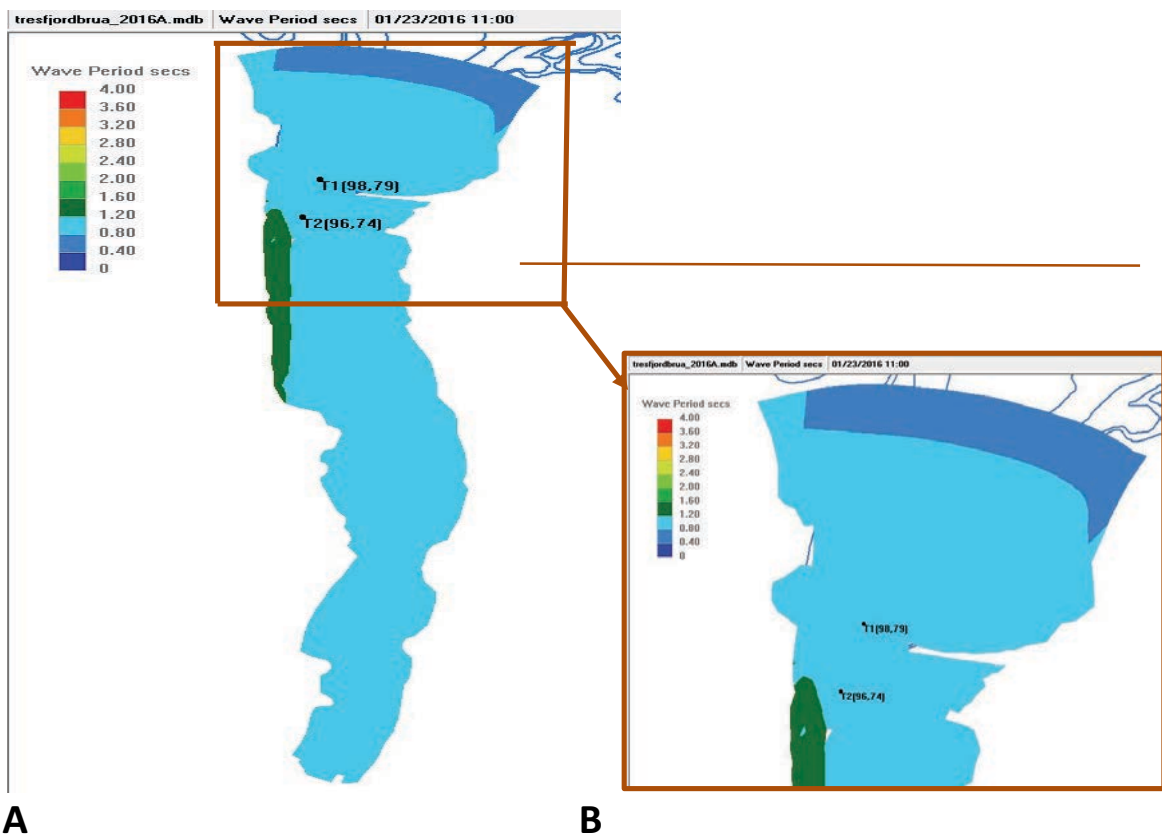 tresfjordbrua_2016A.mdb Wave Period secs 01/23/2016 11:00
Wave Period secs
4.00
3.60
3.20
2.80
2.40
2.00
1.60
1.20
0.80
0.40
0
T1(98,79)
T2(96,74)
tresfjordbrua_2016A.mdb Wave Period secs 01/23/2016 11:00
Wave Period secs
4.00
3.60
3.20
2.80
2.40
2.00
1.60
1.20
0.80
0.40
0
T1(98,79)
T2(96,74)
A B